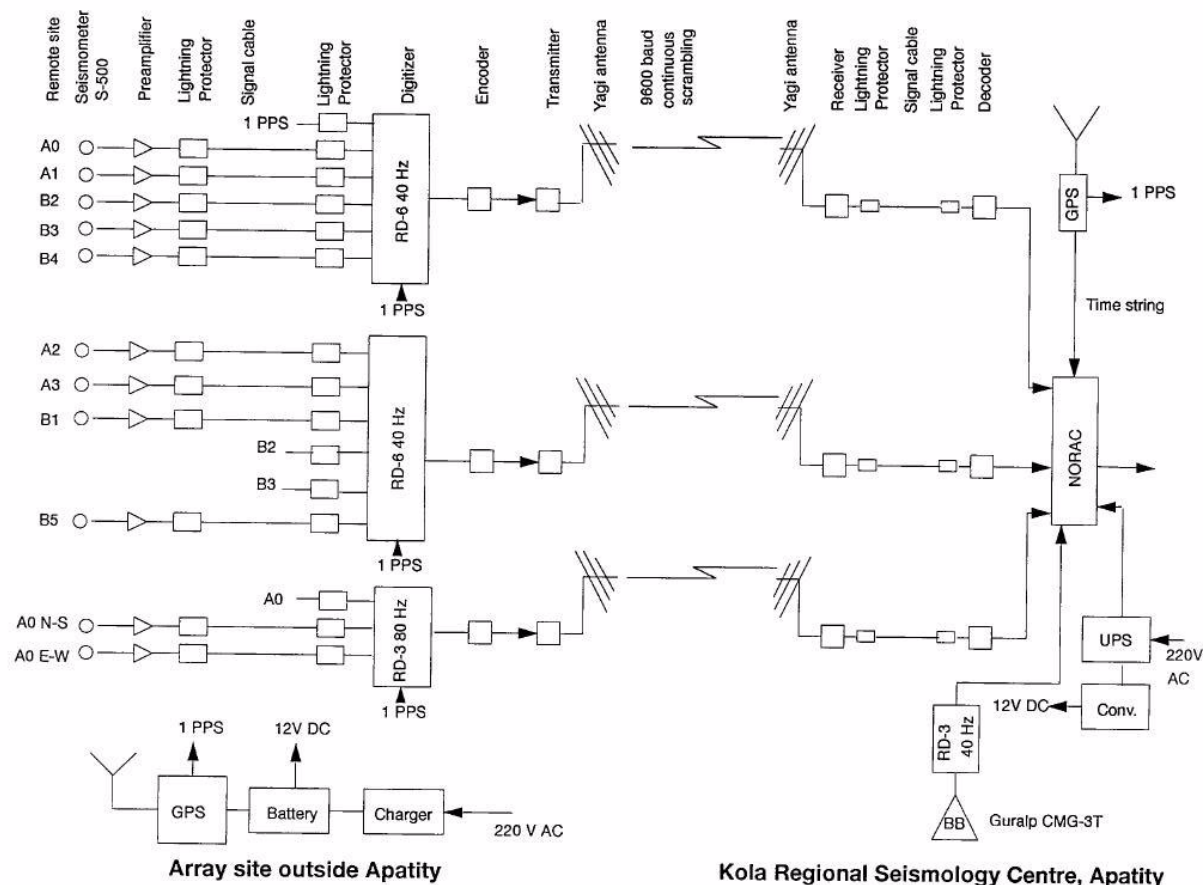 Remote site
Seismometer
S-500
Preamplifier
Lightning
Protector
Signal cable
Lightning
Protector
Digitizer
Encoder
Transmitter
Yagi antenna
9600 baud
continuous
scrambling
Yagi antenna
Receiver
Lightning
Protector
Signal cable
Lightning
Protector
Decoder
1 PPS
A0
A1
B2
B3
B4
RD-6 40 Hz
1 PPS
GPS
1 PPS
Time string
A2
A3
B1
B2
B3
B5
RD-6 40 Hz
1 PPS
NORAC
A0
A0 N-S
A0 E-W
RD-3 80 Hz
1 PPS
UPS
220V
AC
12V DC
Conv.
RD-3
40 Hz
BB
Guralp CMG-3T
1 PPS
12V DC
GPS
Battery
Charger
220 V AC
Array site outside Apatity
Kola Regional Seismology Centre, Apatity